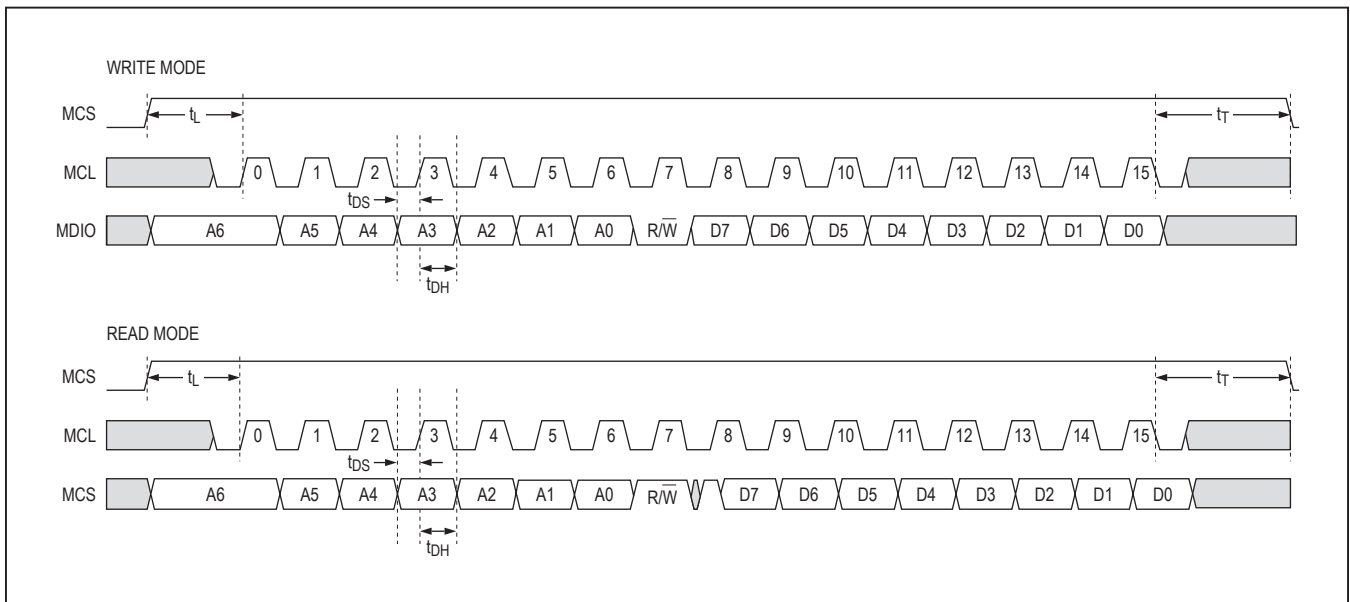 WRITE MODE
MCS tL tT
MCL 0 1 2 3 4 5 6 7 8 9 10 11 12 13 14 15
tDS
MDIO A6 A5 A4 A3 A2 A1 A0 R/W̅ D7 D6 D5 D4 D3 D2 D1 D0
tDH
READ MODE
MCS tL tT
MCL 0 1 2 3 4 5 6 7 8 9 10 11 12 13 14 15
tDS
MCS A6 A5 A4 A3 A2 A1 A0 R/W̅ D7 D6 D5 D4 D3 D2 D1 D0
tDH